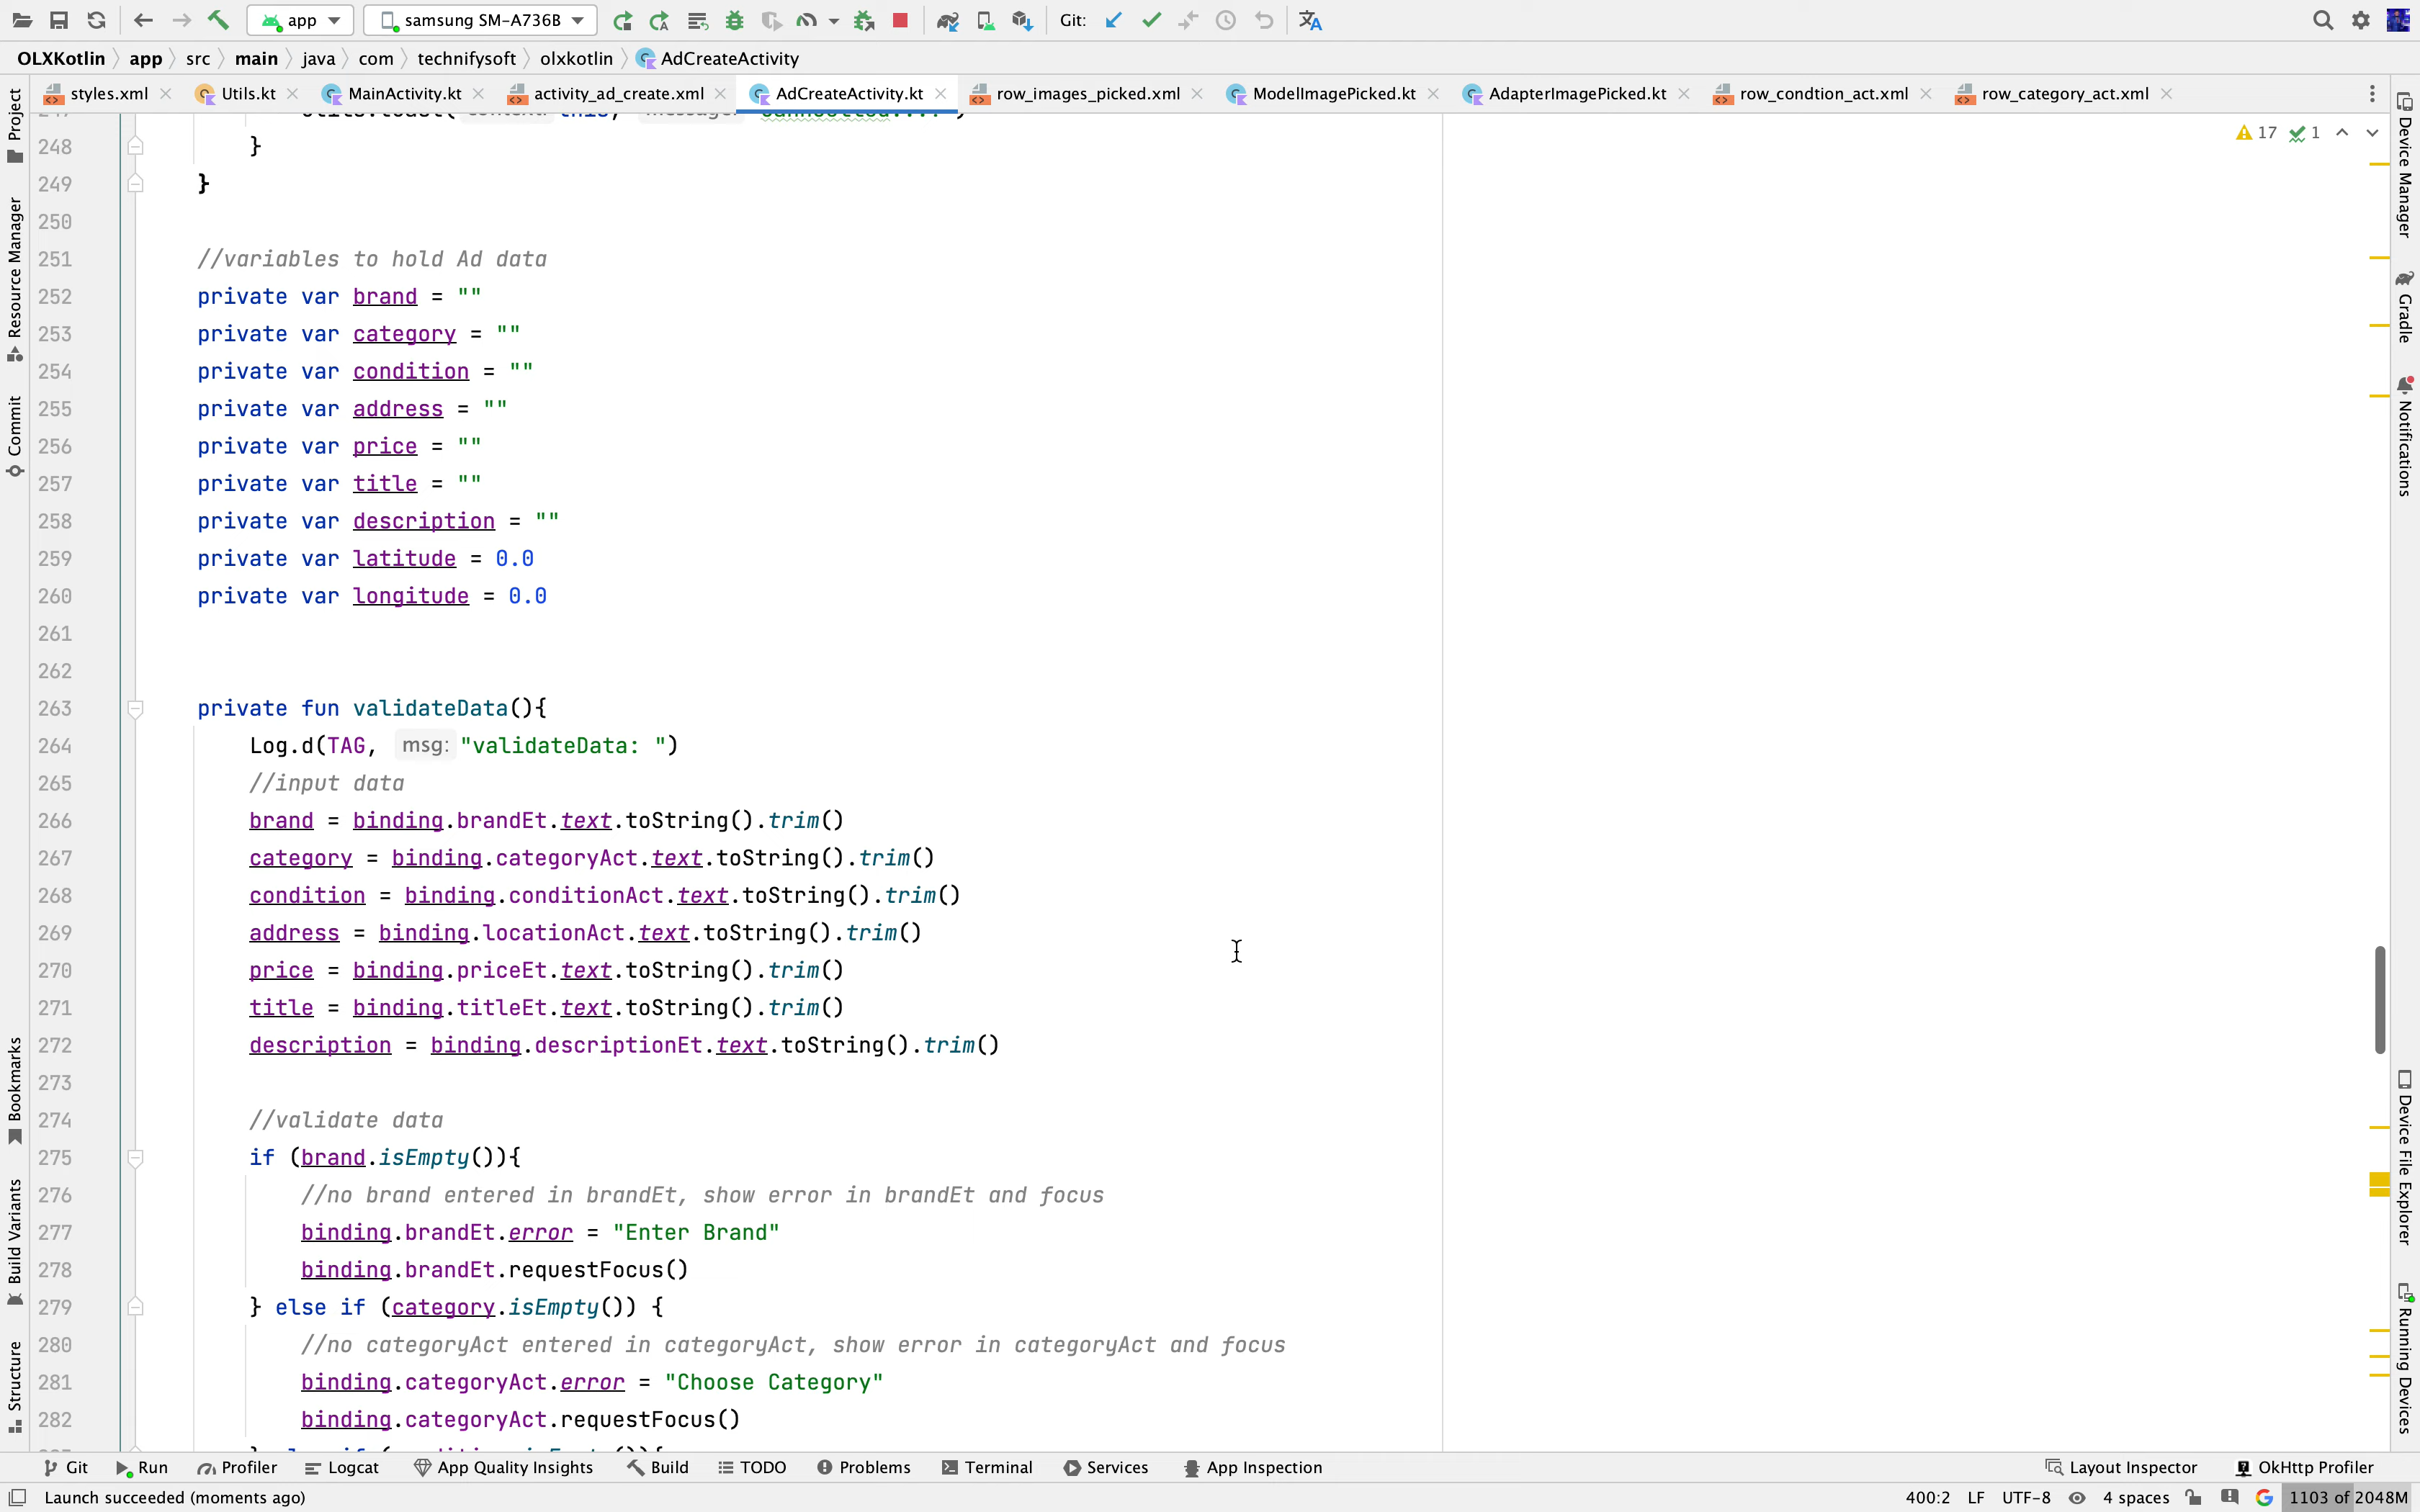 app
samsung SM-A736B
Git:
OLXKotlin
app
src
main
java
com
technifysoft
olxkotlin
AdCreateActivity
styles.xml
Utils.kt
MainActivity.kt
activity_ad_create.xml
AdCreateActivity.kt
row_images_picked.xml
ModelImagePicked.kt
AdapterImagePicked.kt
row_condtion_act.xml
row_category_act.xml
17
1
248 }
249 }
250
251 //variables to hold Ad data
252 private var brand = ""
253 private var category = ""
254 private var condition = ""
255 private var address = ""
256 private var price = ""
257 private var title = ""
258 private var description = ""
259 private var latitude = 0.0
260 private var longitude = 0.0
261
262
263 private fun validateData(){
264 Log.d(TAG, msg: "validateData: ")
265 //input data
266 brand = binding.brandEt.text.toString().trim()
267 category = binding.categoryAct.text.toString().trim()
268 condition = binding.conditionAct.text.toString().trim()
269 address = binding.locationAct.text.toString().trim()
270 price = binding.priceEt.text.toString().trim()
271 title = binding.titleEt.text.toString().trim()
272 description = binding.descriptionEt.text.toString().trim()
273
274 //validate data
275 if (brand.isEmpty()){
276 //no brand entered in brandEt, show error in brandEt and focus
277 binding.brandEt.error = "Enter Brand"
278 binding.brandEt.requestFocus()
279 } else if (category.isEmpty()) {
280 //no categoryAct entered in categoryAct, show error in categoryAct and focus
281 binding.categoryAct.error = "Choose Category"
282 binding.categoryAct.requestFocus()
Project
Resource Manager
Commit
Bookmarks
Build Variants
Structure
Device Manager
Gradle
Notifications
Device File Explorer
Running Devices
Git
Run
Profiler
Logcat
App Quality Insights
Build
TODO
Problems
Terminal
Services
App Inspection
Layout Inspector
OkHttp Profiler
Launch succeeded (moments ago)
400:2
LF
UTF-8
4 spaces
1103 of 2048M